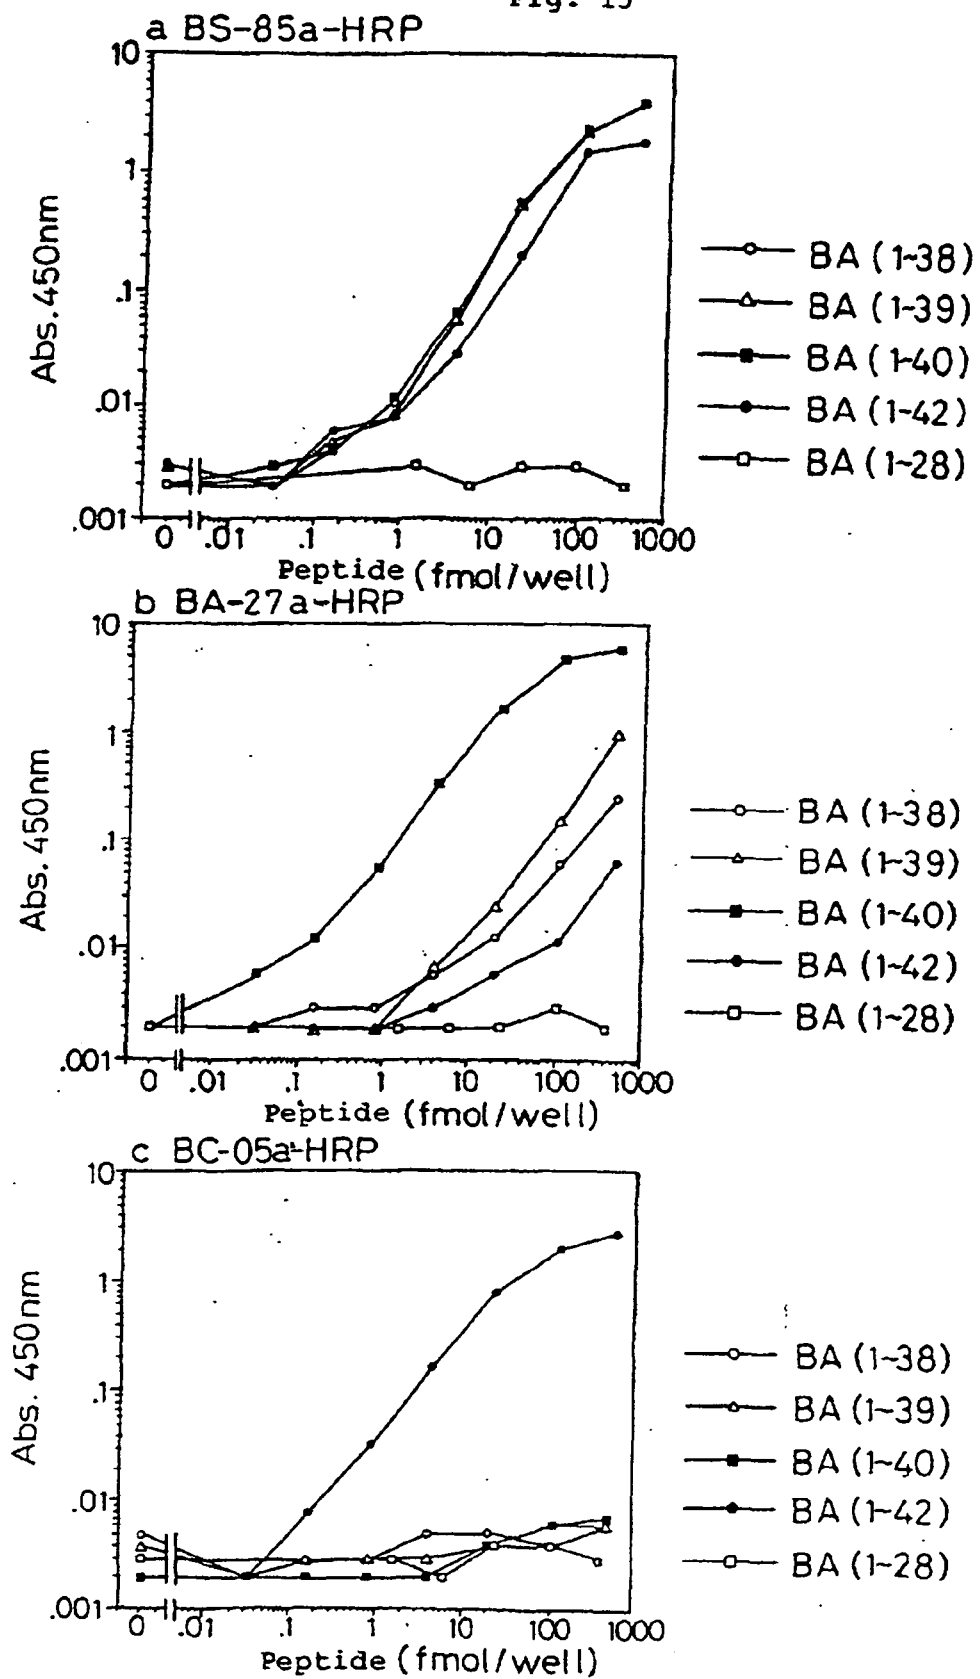 Fig. 15
a BS-85a-HRP
10
1
.1
.01
.001
Abs. 450nm
0 .01 .1 1 10 100 1000
Peptide (fmol/well)
BA (1~38)
BA (1~39)
BA (1~40)
BA (1~42)
BA (1~28)
b BA-27a-HRP
10
1
.1
.01
.001
Abs. 450nm
0 .01 .1 1 10 100 1000
Peptide (fmol/well)
BA (1~38)
BA (1~39)
BA (1~40)
BA (1~42)
BA (1~28)
c BC-05a-HRP
10
1
.1
.01
.001
Abs. 450nm
0 .01 .1 1 10 100 1000
Peptide (fmol/well)
BA (1~38)
BA (1~39)
BA (1~40)
BA (1~42)
BA (1~28)